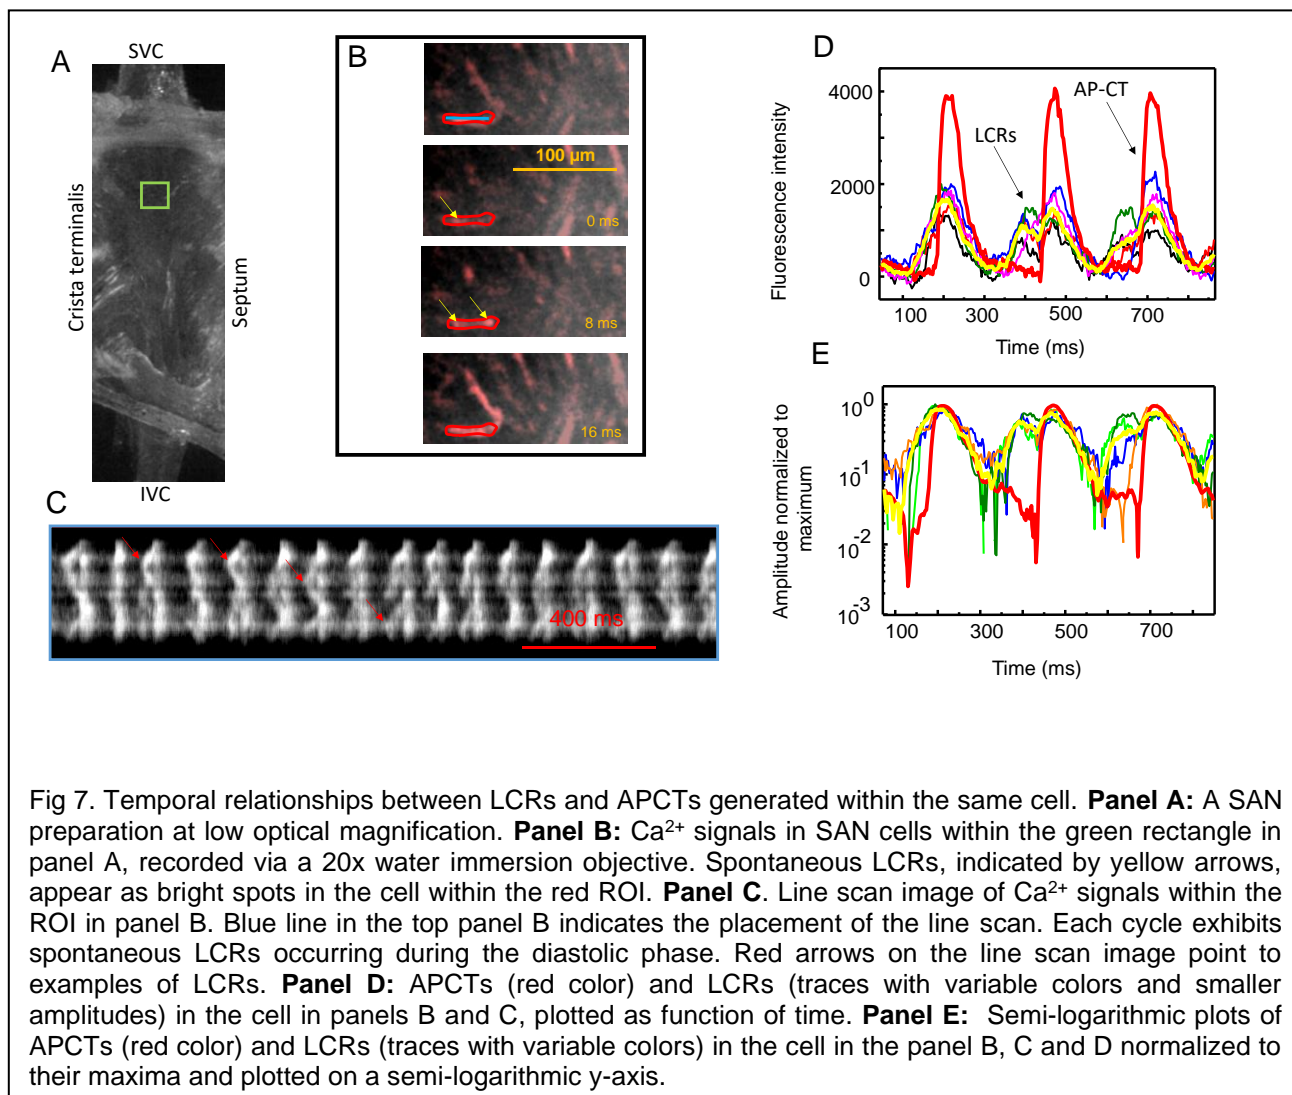 A
SVC
Crista terminalis
Septum
IVC
B
100 µm
0 ms
8 ms
16 ms
C
400 ms
D
Fluorescence intensity
4000
2000
0
LCRs
AP-CT
100 300 500 700
Time (ms)
E
Amplitude normalized to
maximum
10⁰
10¹
10⁻²
10⁻³
100 300 500 700
Time (ms)
Fig 7. Temporal relationships between LCRs and APCTs generated within the same cell. Panel A: A SAN
preparation at low optical magnification. Panel B: Ca²⁺ signals in SAN cells within the green rectangle in
panel A, recorded via a 20x water immersion objective. Spontaneous LCRs, indicated by yellow arrows,
appear as bright spots in the cell within the red ROI. Panel C. Line scan image of Ca²⁺ signals within the
ROI in panel B. Blue line in the top panel B indicates the placement of the line scan. Each cycle exhibits
spontaneous LCRs occurring during the diastolic phase. Red arrows on the line scan image point to
examples of LCRs. Panel D: APCTs (red color) and LCRs (traces with variable colors and smaller
amplitudes) in the cell in panels B and C, plotted as function of time. Panel E: Semi-logarithmic plots of
APCTs (red color) and LCRs (traces with variable colors) in the cell in the panel B, C and D normalized to
their maxima and plotted on a semi-logarithmic y-axis.